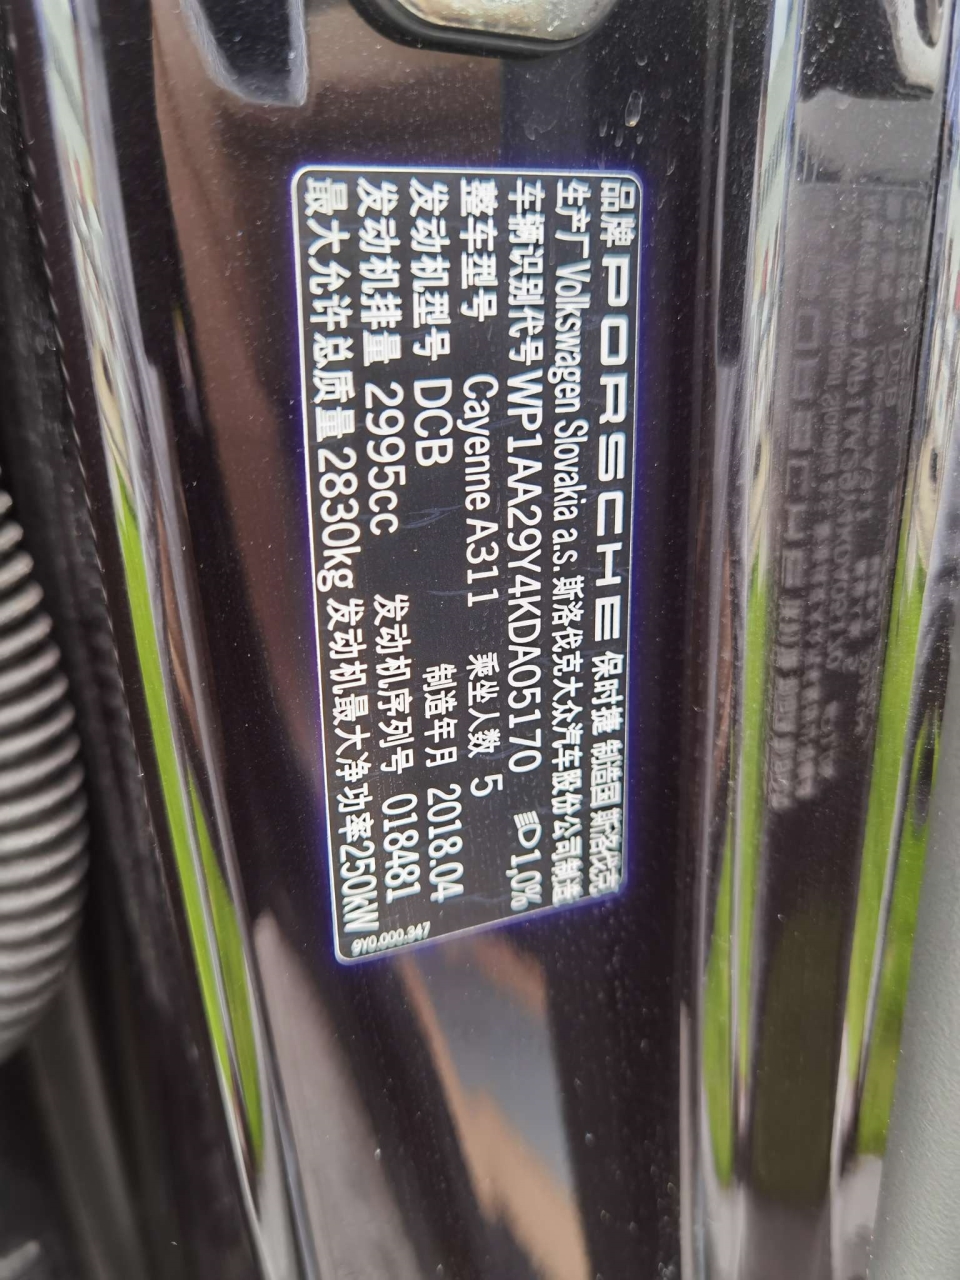 品牌 PORSCHE 保时捷 制造国 斯洛伐克
生产厂 Volkswagen Slovakia a.s. 斯洛伐克大众汽车股份公司制造
车辆识别代号 WP1AA29Y4KDA05170 1,0%
整车型号 Cayenne A311 乘坐人数 5
发动机型号 DCB 制造年月 2018.04
发动机排量 2995cc 发动机序列号 018481
最大允许总质量 2830kg 发动机最大净功率 250kW
9Y0.000.347